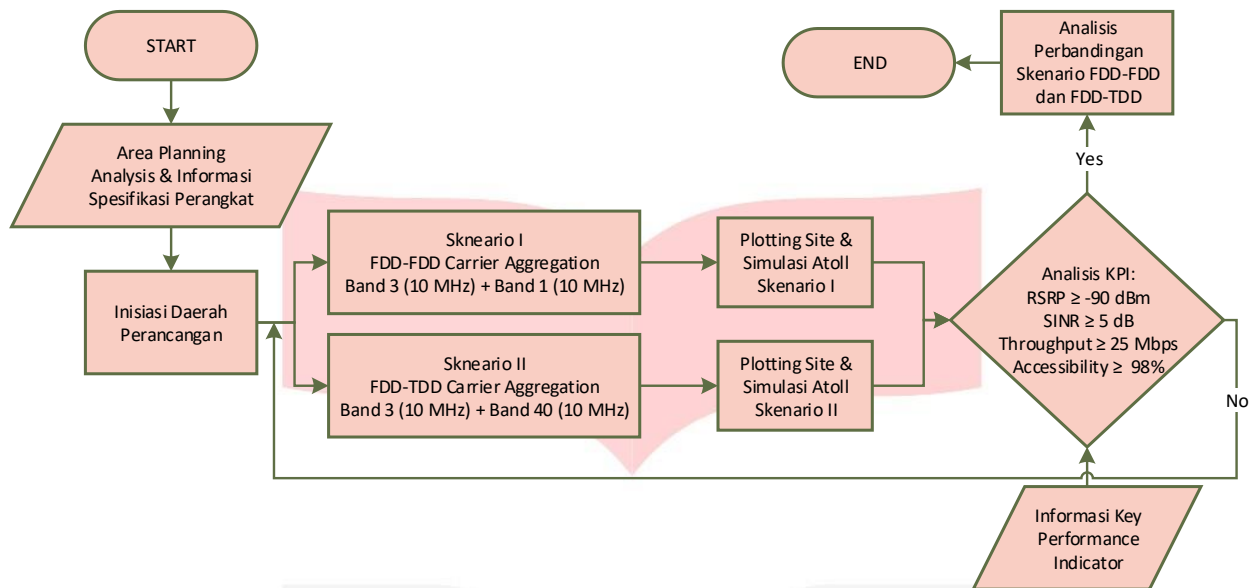 START
Area Planning
Analysis & Informasi
Spesifikasi Perangkat
Inisiasi Daerah
Perancangan
Skneario I
FDD-FDD Carrier Aggregation
Band 3 (10 MHz) + Band 1 (10 MHz)
Skneario II
FDD-TDD Carrier Aggregation
Band 3 (10 MHz) + Band 40 (10 MHz)
Plotting Site &
Simulasi Atoll
Skenario I
Plotting Site &
Simulasi Atoll
Skenario II
Analisis KPI:
RSRP ≥ -90 dBm
SINR ≥ 5 dB
Throughput ≥ 25 Mbps
Accessibility ≥ 98%
No
Informasi Key
Performance
Indicator
Yes
Analisis
Perbandingan
Skenario FDD-FDD
dan FDD-TDD
END